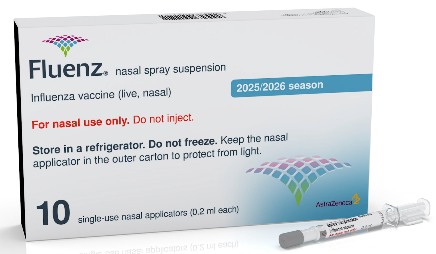 Fluenz® nasal spray suspension
Influenza vaccine (live, nasal)
2025/2026 season
For nasal use only. Do not inject.
Store in a refrigerator. Do not freeze. Keep the nasal
applicator in the outer carton to protect from light.
10 single-use nasal applicators (0.2 ml each)
AstraZeneca